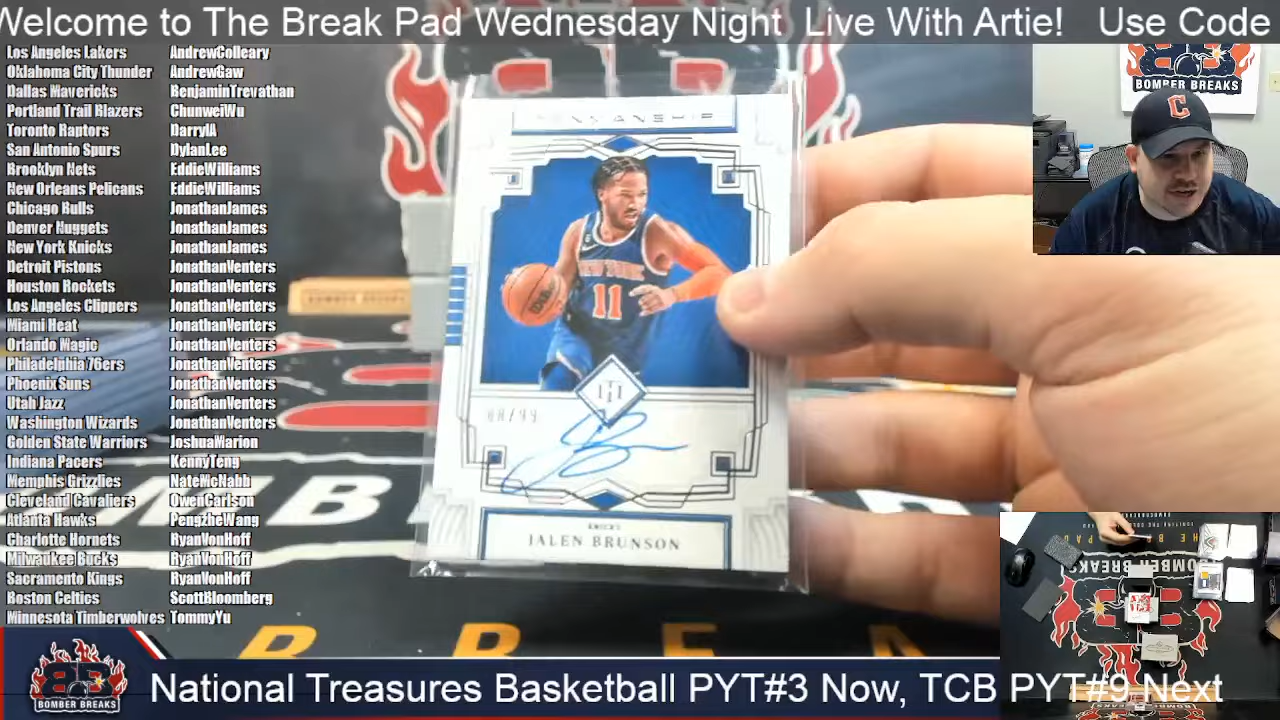 Welcome to The Break Pad Wednesday Night Live With Artie! Use Code
Los Angeles Lakers AndrewColleary
Oklahoma City Thunder AndrewGaw
Dallas Mavericks BenjaminTrevathan
Portland Trail Blazers ChunweiWu
Toronto Raptors DarrylA
San Antonio Spurs DylanLee
Brooklyn Nets EddieWilliams
New Orleans Pelicans EddieWilliams
Chicago Bulls JonathanJames
Denver Nuggets JonathanJames
New York Knicks JonathanJames
Detroit Pistons JonathanVenters
Houston Rockets JonathanVenters
Los Angeles Clippers JonathanVenters
Miami Heat JonathanVenters
Orlando Magic JonathanVenters
Philadelphia 76ers JonathanVenters
Phoenix Suns JonathanVenters
Utah Jazz JonathanVenters
Washington Wizards JonathanVenters
Golden State Warriors JoshuaMarion
Indiana Pacers KennyTeng
Memphis Grizzlies NateMcNabb
Cleveland Cavaliers OwenCarlson
Atlanta Hawks PengzheWang
Charlotte Hornets RyanVonHoff
Milwaukee Bucks RyanVonHoff
Sacramento Kings RyanVonHoff
Boston Celtics ScottBloomberg
Minnesota Timberwolves TommyYu
NEW YORK
11
KNICKS
JALEN BRUNSON
BOMBER BREAKS
C
BOMBER BREAKS
BOMBER BREAKS
National Treasures Basketball PYT#3 Now, TCB PYT#9 Next